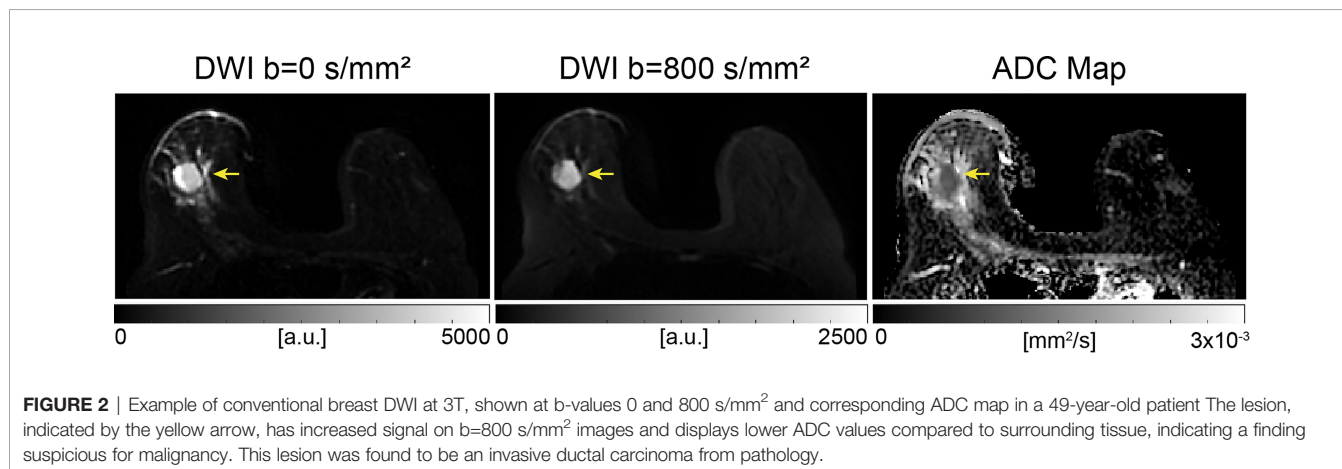 DWI b=0 s/mm² DWI b=800 s/mm² ADC Map
0 [a.u.] 5000 0 [a.u.] 2500 0 [mm²/s] 3x10⁻³
FIGURE 2 | Example of conventional breast DWI at 3T, shown at b-values 0 and 800 s/mm² and corresponding ADC map in a 49-year-old patient The lesion,
indicated by the yellow arrow, has increased signal on b=800 s/mm² images and displays lower ADC values compared to surrounding tissue, indicating a finding
suspicious for malignancy. This lesion was found to be an invasive ductal carcinoma from pathology.